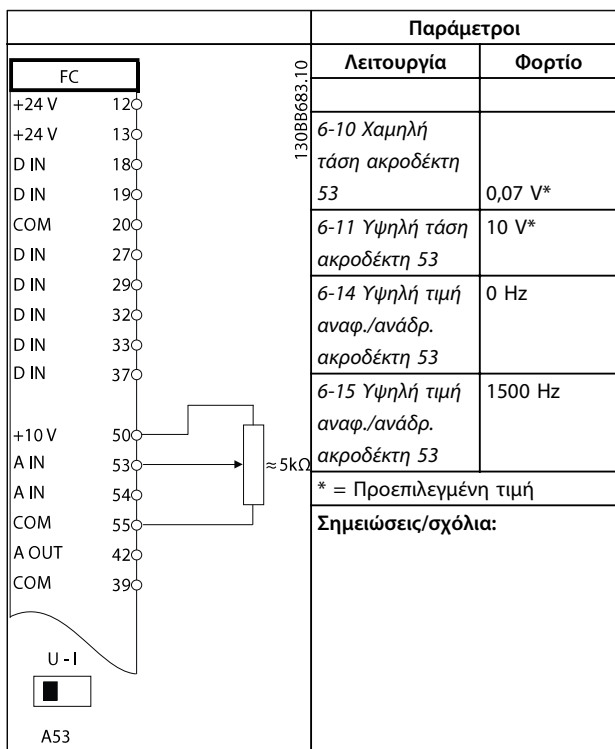 Παράμετροι
FC
+24 V 12
+24 V 13
D IN 18
D IN 19
COM 20
D IN 27
D IN 29
D IN 32
D IN 33
D IN 37
+10 V 50
A IN 53
A IN 54
COM 55
A OUT 42
COM 39
≈5kΩ
U - I
A53
130BB683.10
Λειτουργία Φορτίο
6-10 Χαμηλή
τάση ακροδέκτη
53 0,07 V*
6-11 Υψηλή τάση 10 V*
ακροδέκτη 53
6-14 Υψηλή τιμή 0 Hz
αναφ./ανάδρ.
ακροδέκτη 53
6-15 Υψηλή τιμή 1500 Hz
αναφ./ανάδρ.
ακροδέκτη 53
* = Προεπιλεγμένη τιμή
Σημειώσεις/σχόλια: